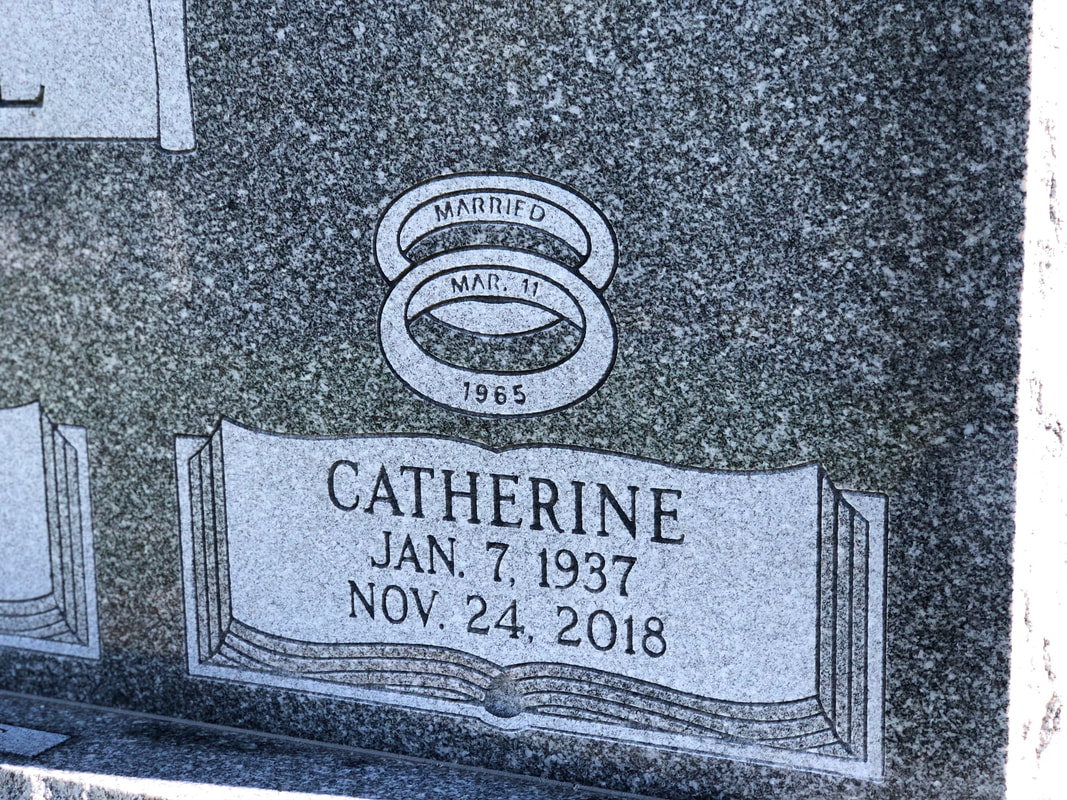 L
MARRIED
MAR. 11
1965
CATHERINE
JAN. 7, 1937
NOV. 24, 2018